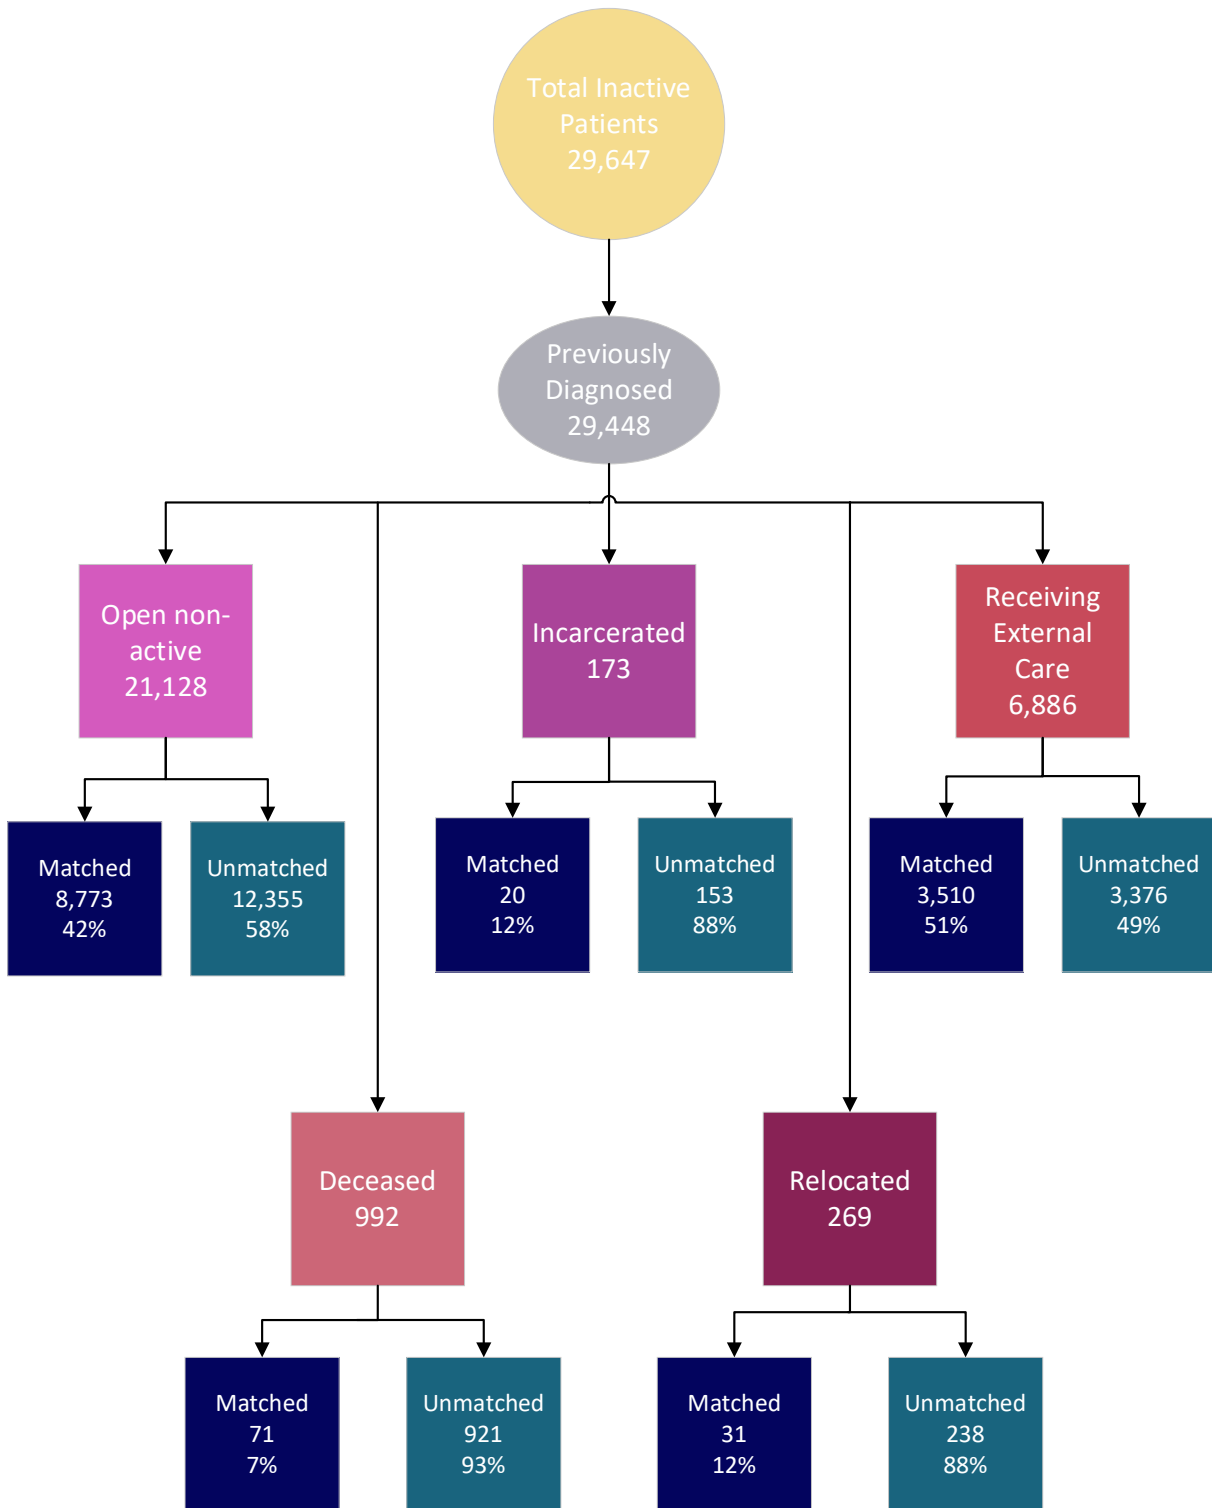 Total Inactive
Patients
29,647
Previously
Diagnosed
29,448
Open non-
active
21,128
Incarcerated
173
Receiving
External
Care
6,886
Matched
8,773
42%
Unmatched
12,355
58%
Matched
20
12%
Unmatched
153
88%
Matched
3,510
51%
Unmatched
3,376
49%
Deceased
992
Relocated
269
Matched
71
7%
Unmatched
921
93%
Matched
31
12%
Unmatched
238
88%